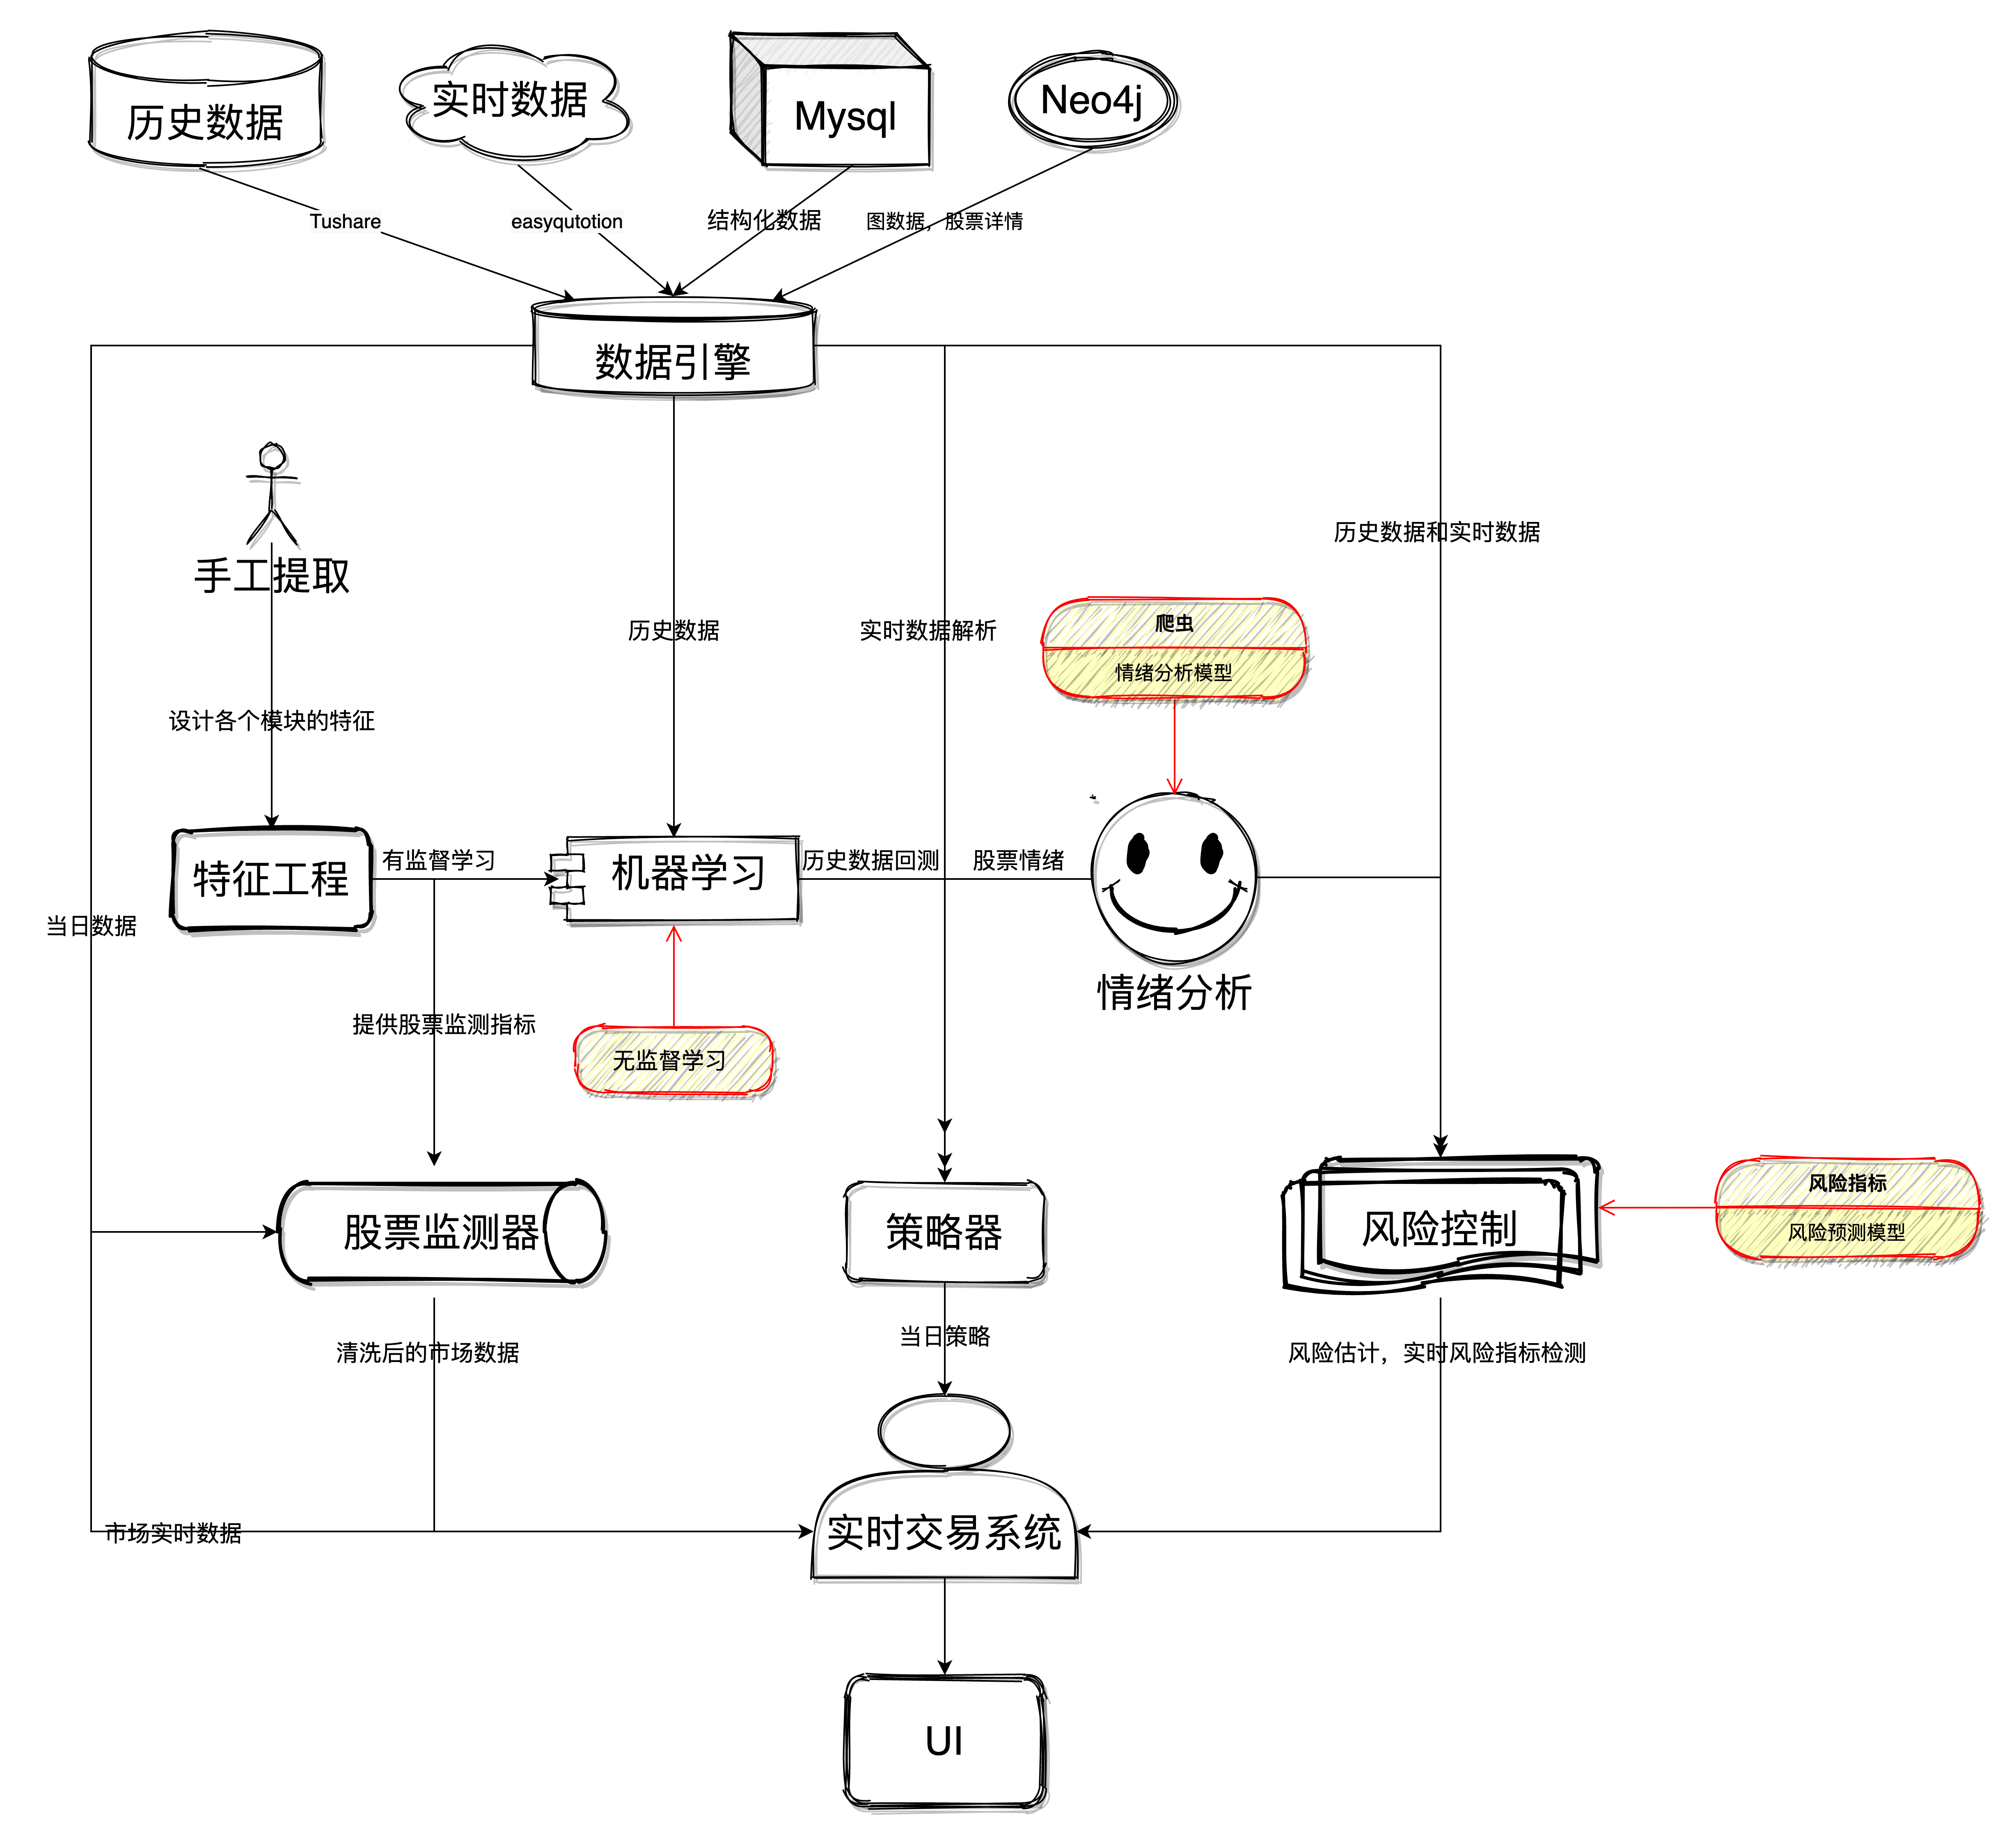 历史数据
实时数据
Mysql
Neo4j
Tushare
easyqutotion
结构化数据
图数据，股票详情
数据引擎
历史数据和实时数据
手工提取
爬虫
历史数据
实时数据解析
情绪分析模型
设计各个模块的特征
特征工程
有监督学习
机器学习
历史数据回测
股票情绪
当日数据
情绪分析
提供股票监测指标
无监督学习
股票监测器
策略器
风险控制
风险指标
风险预测模型
清洗后的市场数据
当日策略
风险估计，实时风险指标检测
市场实时数据
实时交易系统
UI